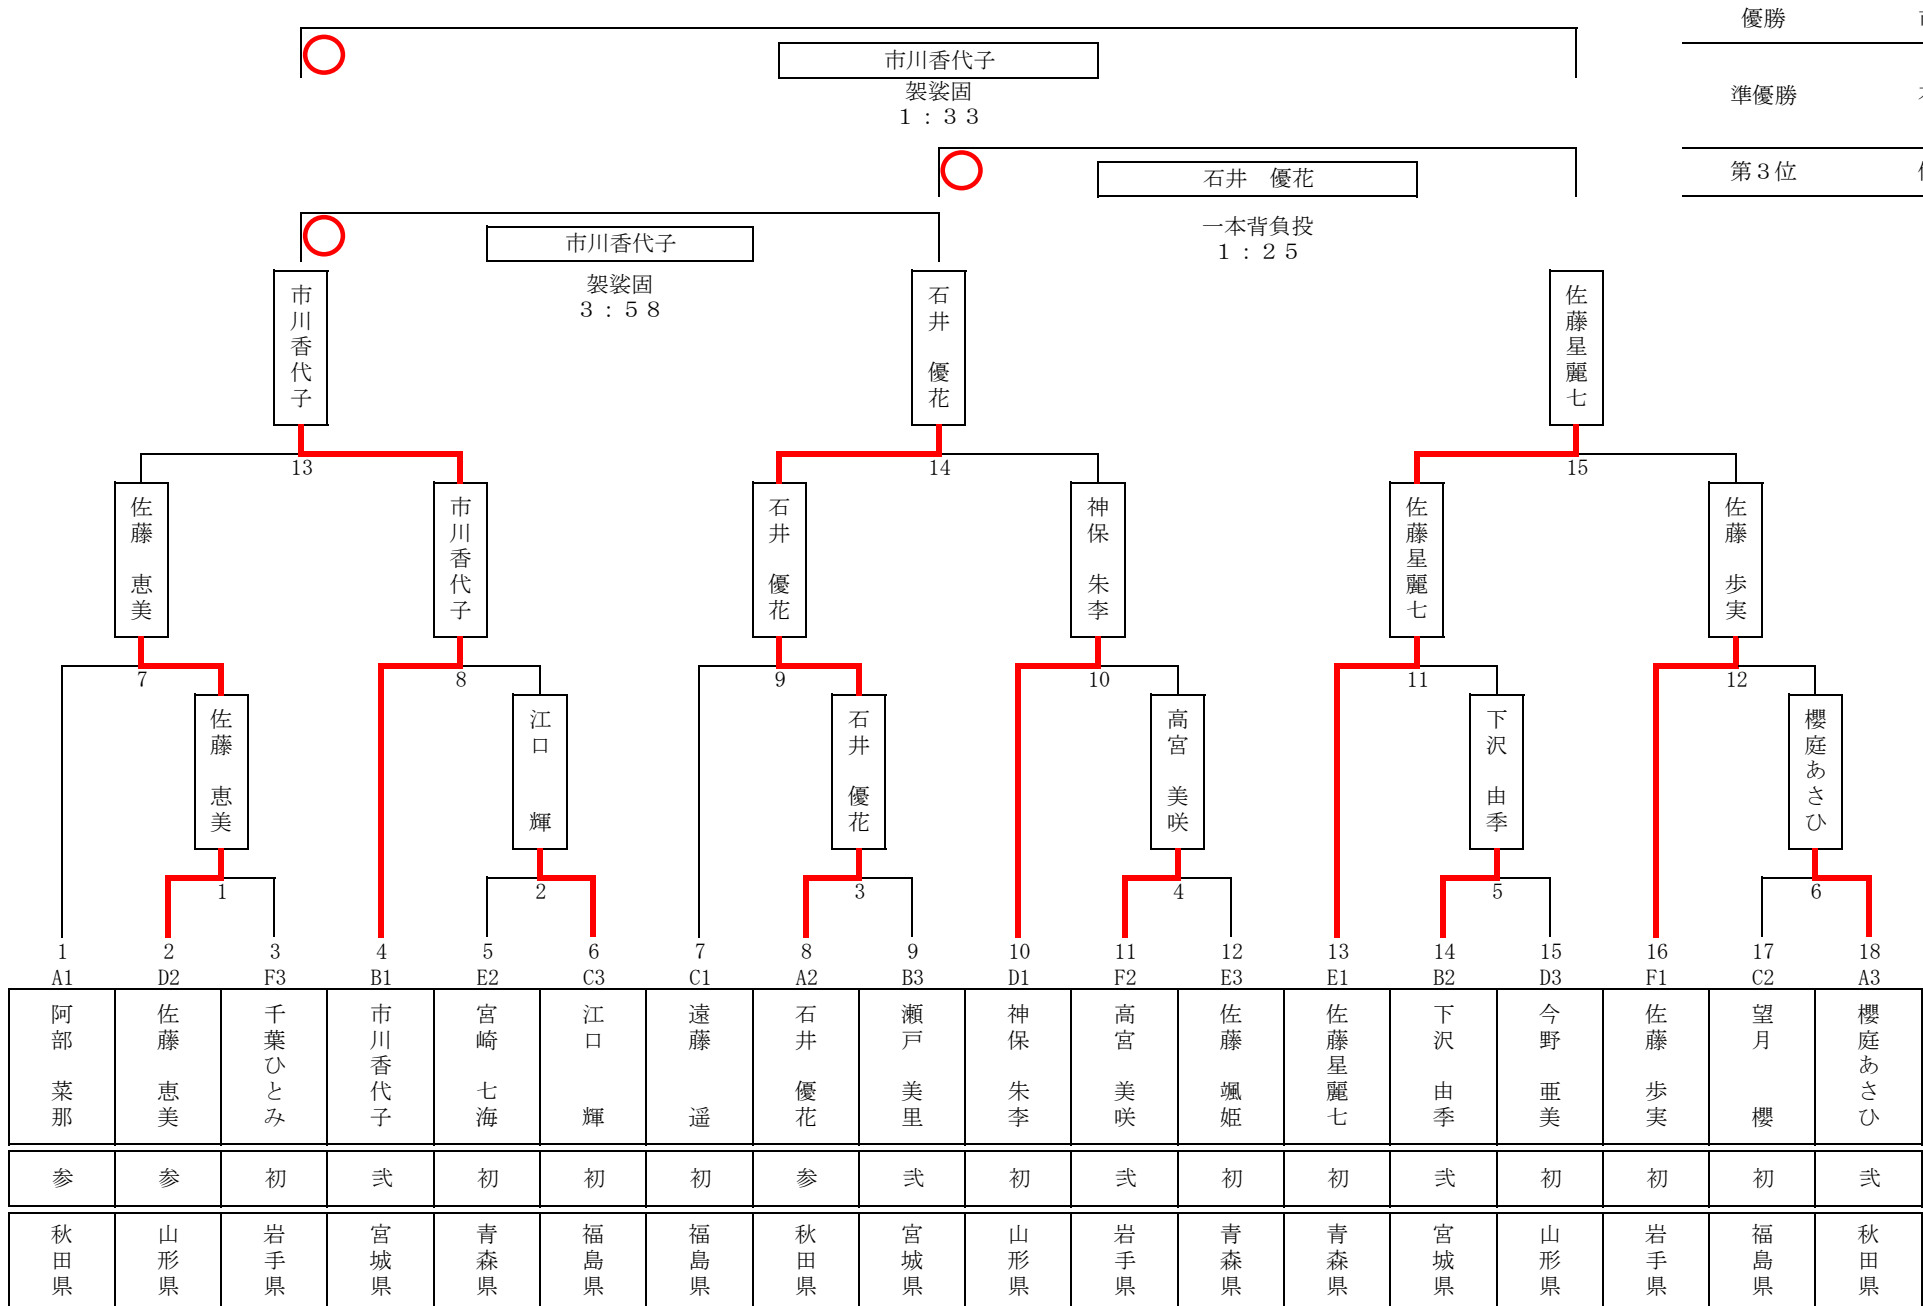 優勝
市川香代子
袈裟固
１：３３
準優勝
石井　優花
一本背負投
１：２５
第３位
市川香代子
袈裟固
３：５８
市川香代子
石井　優花
佐藤星麗七
13
14
15
佐藤　恵美
市川香代子
石井　優花
神保　朱李
佐藤星麗七
佐藤　歩実
7
8
9
10
11
12
佐藤　恵美
江口　　輝
石井　優花
高宮　美咲
下沢　由季
櫻庭あさひ
1
2
3
4
5
6
1 2 3 4 5 6 7 8 9 10 11 12 13 14 15 16 17 18
A1 D2 F3 B1 E2 C3 C1 A2 B3 D1 F2 E3 E1 B2 D3 F1 C2 A3
阿部　菜那
佐藤　恵美
千葉ひとみ
市川香代子
宮崎　七海
江口　　輝
遠藤　　遥
石井　優花
瀬戸　美里
神保　朱李
高宮　美咲
佐藤　颯姫
佐藤星麗七
下沢　由季
今野　亜美
佐藤　歩実
望月　　櫻
櫻庭あさひ
参 参 初 弐 初 初 初 参 弐 初 弐 初 初 弐 初 初 初 弐
秋田県
山形県
岩手県
宮城県
青森県
福島県
福島県
秋田県
宮城県
山形県
岩手県
青森県
青森県
宮城県
山形県
岩手県
福島県
秋田県